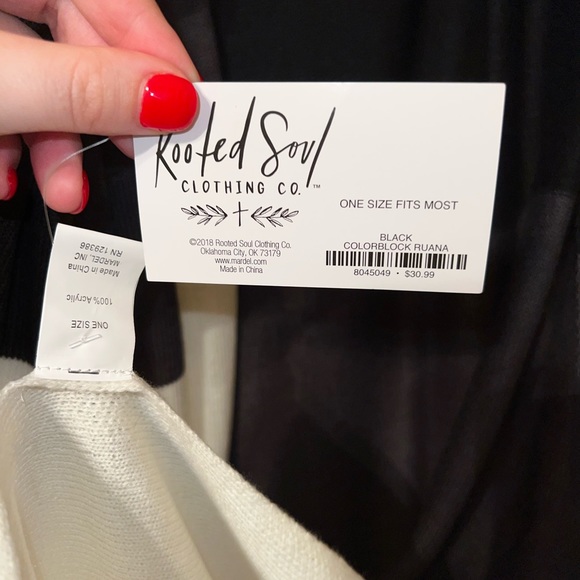 Rooted Soul
CLOTHING CO.™
©2018 Rooted Soul Clothing Co.
Oklahoma City, OK 73179
www.mardel.com
Made in China
ONE SIZE FITS MOST
BLACK
COLORBLOCK RUANA
8045049 • $30.99
ONE SIZE
100% Acrylic
Made in China
MARDEL INC
RN 129386